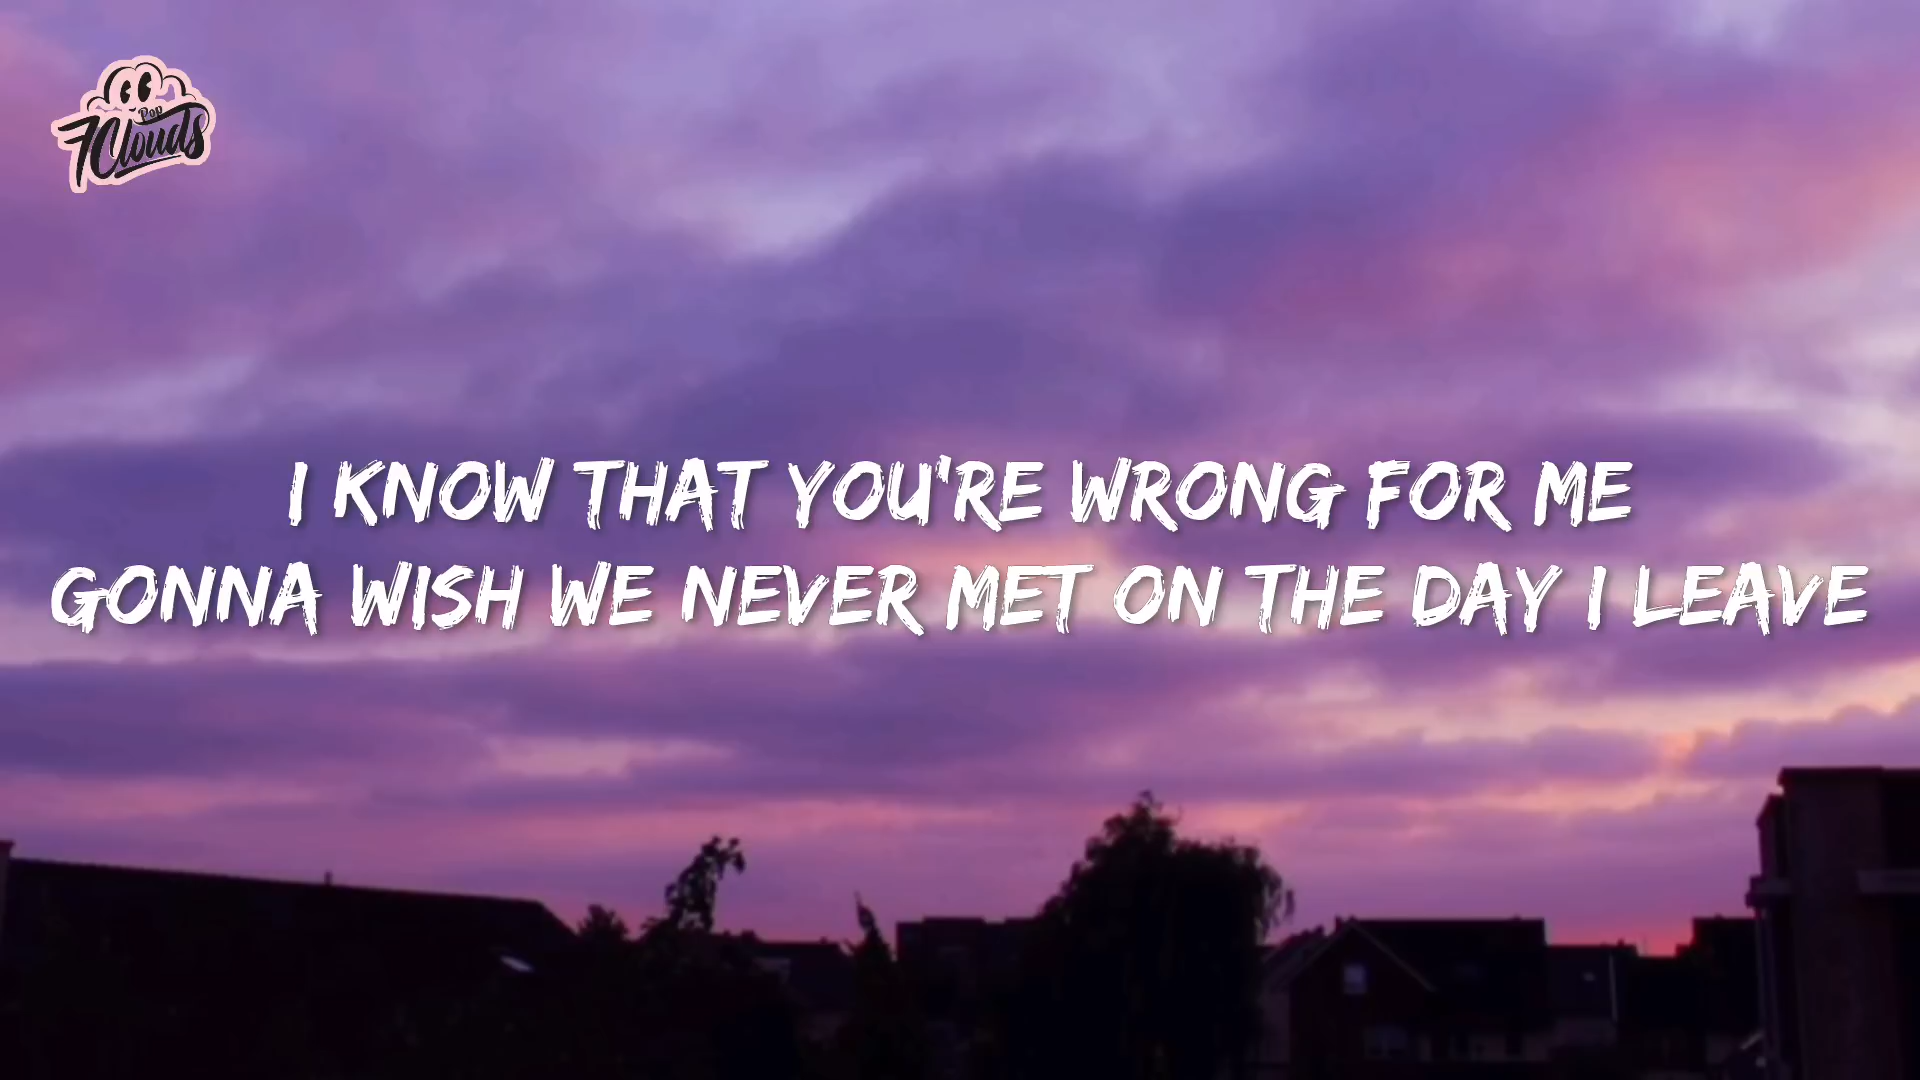 Pop
7Clouds
I KNOW THAT YOU'RE WRONG FOR ME
GONNA WISH WE NEVER MET ON THE DAY I LEAVE